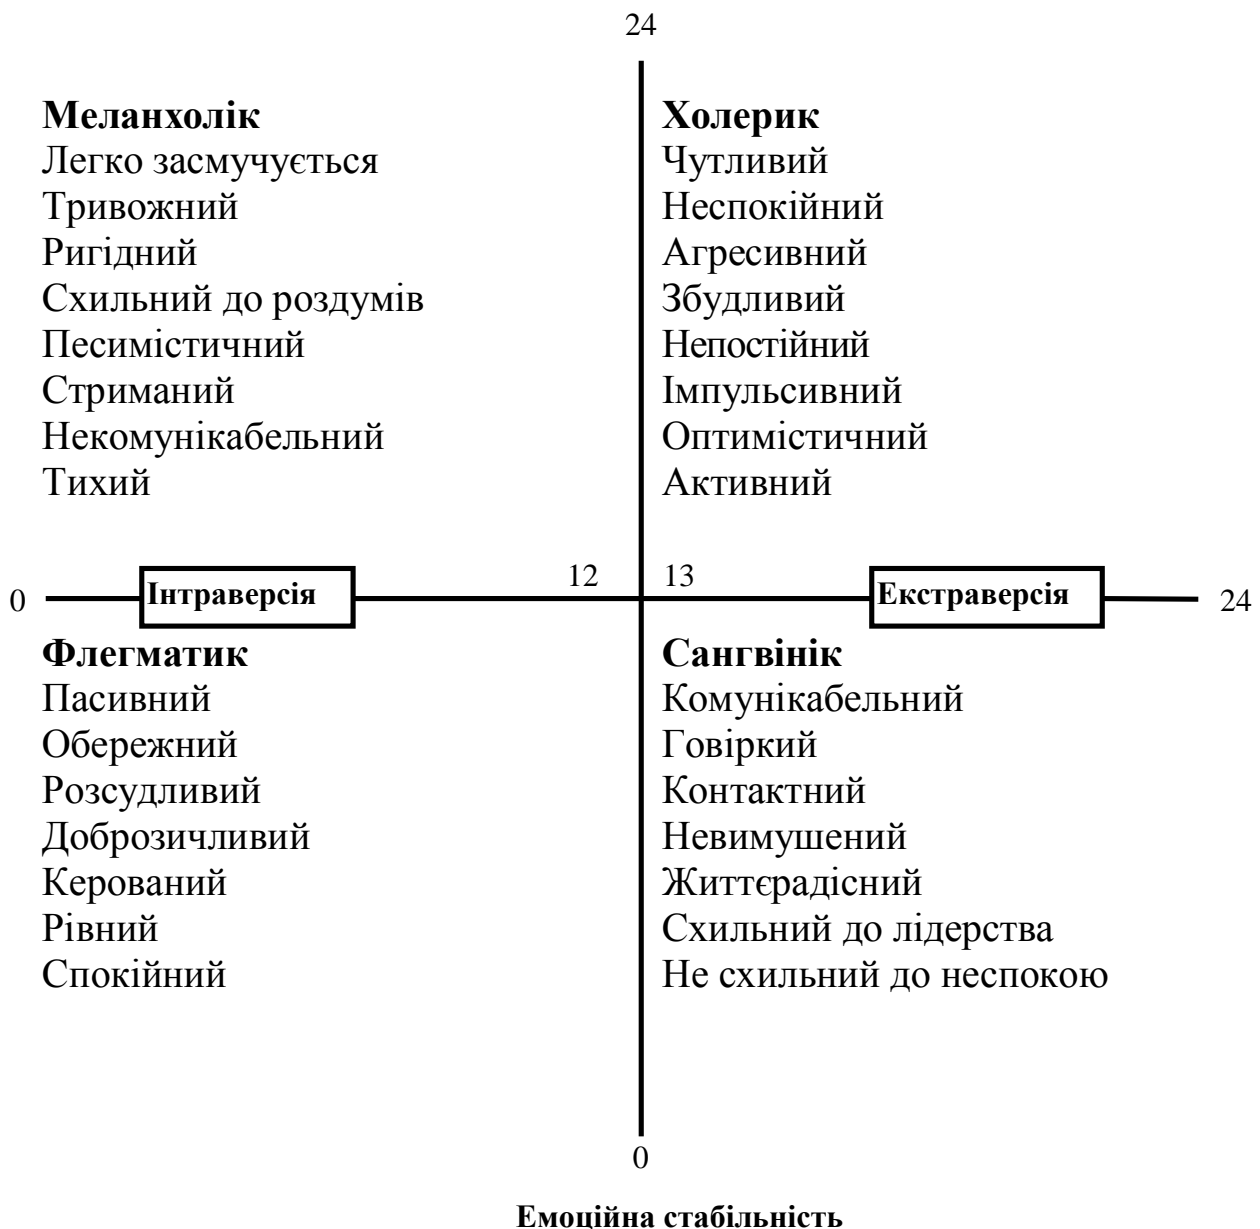 24
Меланхолік
Легко засмучується
Тривожний
Ригідний
Схильний до роздумів
Песимістичний
Стриманий
Некомунікабельний
Тихий
Холерик
Чутливий
Неспокійний
Агресивний
Збудливий
Непостійний
Імпульсивний
Оптимістичний
Активний
0
Інтраверсія
12
13
Екстраверсія
24
Флегматик
Пасивний
Обережний
Розсудливий
Доброзичливий
Керований
Рівний
Спокійний
Сангвінік
Комунікабельний
Говіркий
Контактний
Невимушений
Життєрадісний
Схильний до лідерства
Не схильний до неспокою
0
Емоційна стабільність